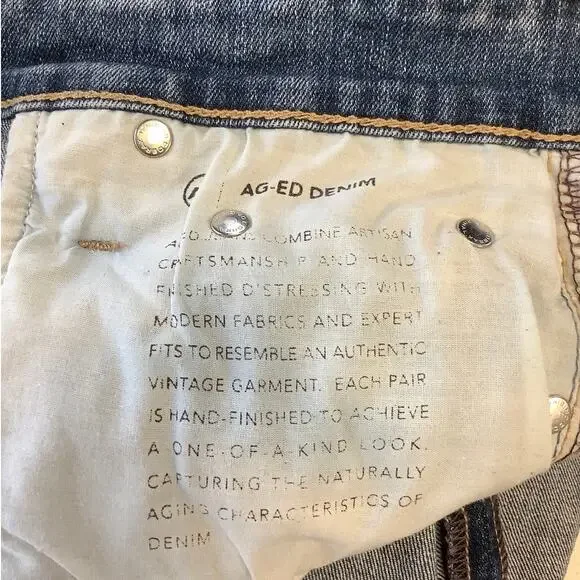 AG-ED DENIM
COMBINE ARTISAN
CRAFTSMANSHIP AND HAND
FINISHED DISTRESSING WITH
MODERN FABRICS AND EXPERT
FITS TO RESEMBLE AN AUTHENTIC
VINTAGE GARMENT. EACH PAIR
IS HAND-FINISHED TO ACHIEVE
A ONE-OF-A-KIND LOOK,
CAPTURING THE NATURALLY
AGING CHARACTERISTICS OF
DENIM